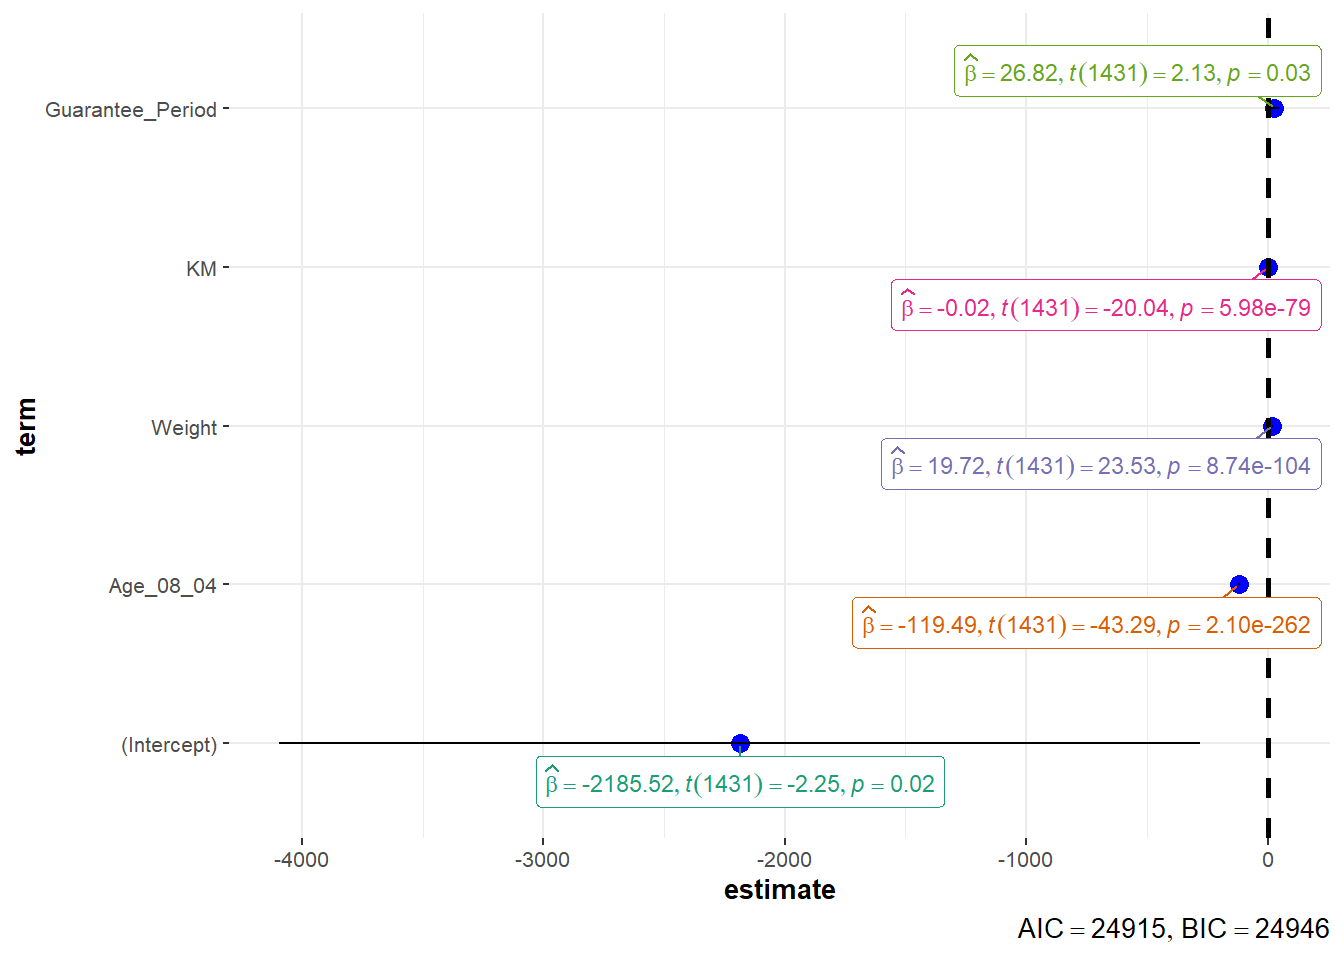 β̂ = 26.82, t(1431) = 2.13, p = 0.03
Guarantee_Period
KM
β̂ = -0.02, t(1431) = -20.04, p = 5.98e-79
Weight
β̂ = 19.72, t(1431) = 23.53, p = 8.74e-104
term
Age_08_04
β̂ = -119.49, t(1431) = -43.29, p = 2.10e-262
(Intercept)
β̂ = -2185.52, t(1431) = -2.25, p = 0.02
-4000 -3000 -2000 -1000 0
estimate
AIC = 24915, BIC = 24946